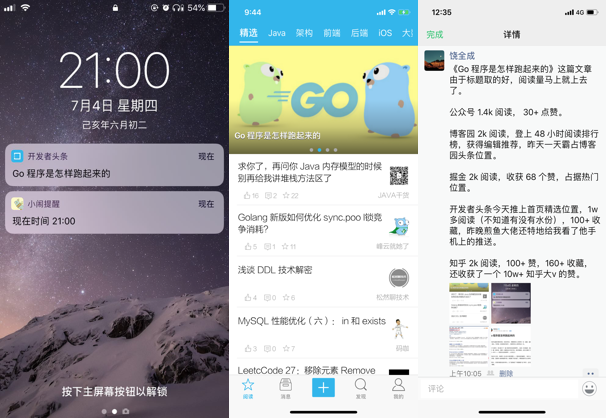 54%
21:00
7月4日 星期四
己亥年六月初二
开发者头条
现在
Go 程序是怎样跑起来的
小闹提醒
现在
现在时间 21:00
按下主屏幕按钮以解锁
9:44
精选 Java 架构 前端 后端 iOS 大
GO
Go 程序是怎样跑起来的
求你了，再问你 Java 内存模型的时候
别再给我讲堆栈方法区了
16 2 22
JAVA干货
Golang 新版如何优化 sync.poo l锁竞
争消耗?
5 1 11
峰云就她了
浅谈 DDL 技术解密
4 0 6
松然聊技术
MySQL 性能优化（六）: in 和 exists
3 0 7
码咖
LeetCode 27：移除元素 Remove
阅读 消息 发现 我的
12:35
4G
完成
详情
饶全成
《Go 程序是怎样跑起来的》这篇文章
由于标题取的好，阅读量马上就上去
了。
公众号 1.4k 阅读， 30+ 点赞。
博客园 2k 阅读，登上 48 小时阅读排行
榜，获得编辑推荐，昨天一天霸占博客
园头条位置。
掘金 2k 阅读，收获 68 个赞，占据热门
位置。
开发者头条今天推上首页精选位置，1w
多阅读（不知道有没有水份），100+ 收
藏，昨晚煎鱼大佬还特地给我看了他手
机上的推送。
知乎 2k 阅读，100+ 赞，160+ 收藏，
还收获了一个 10w+ 知乎大v 的赞。
上午10:05 删除
评论